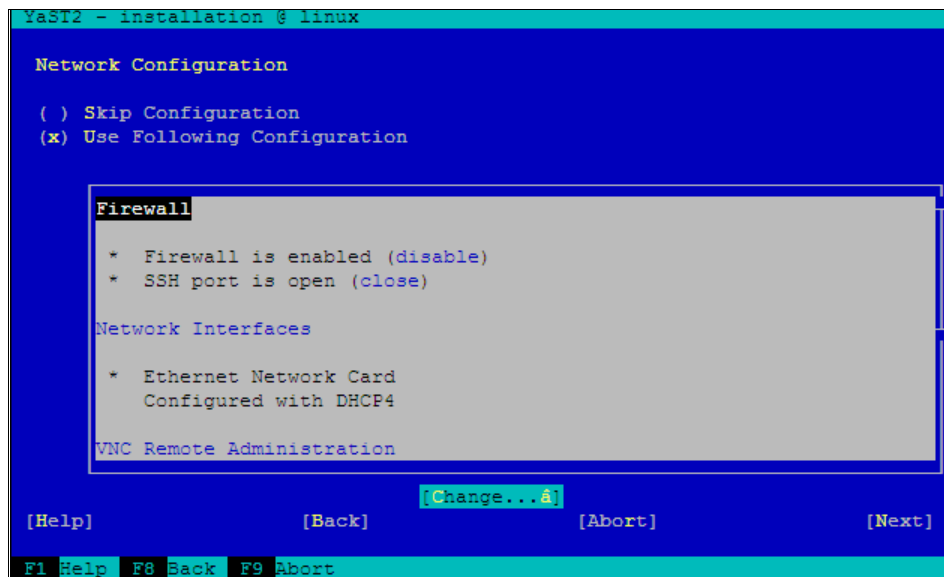 YaST2 - installation @ linux
Network Configuration
( ) Skip Configuration
(x) Use Following Configuration
Firewall
* Firewall is enabled (disable)
* SSH port is open (close)
Network Interfaces
* Ethernet Network Card
Configured with DHCP4
VNC Remote Administration
[Change...â]
[Help] [Back] [Abort] [Next]
F1 Help F8 Back F9 Abort